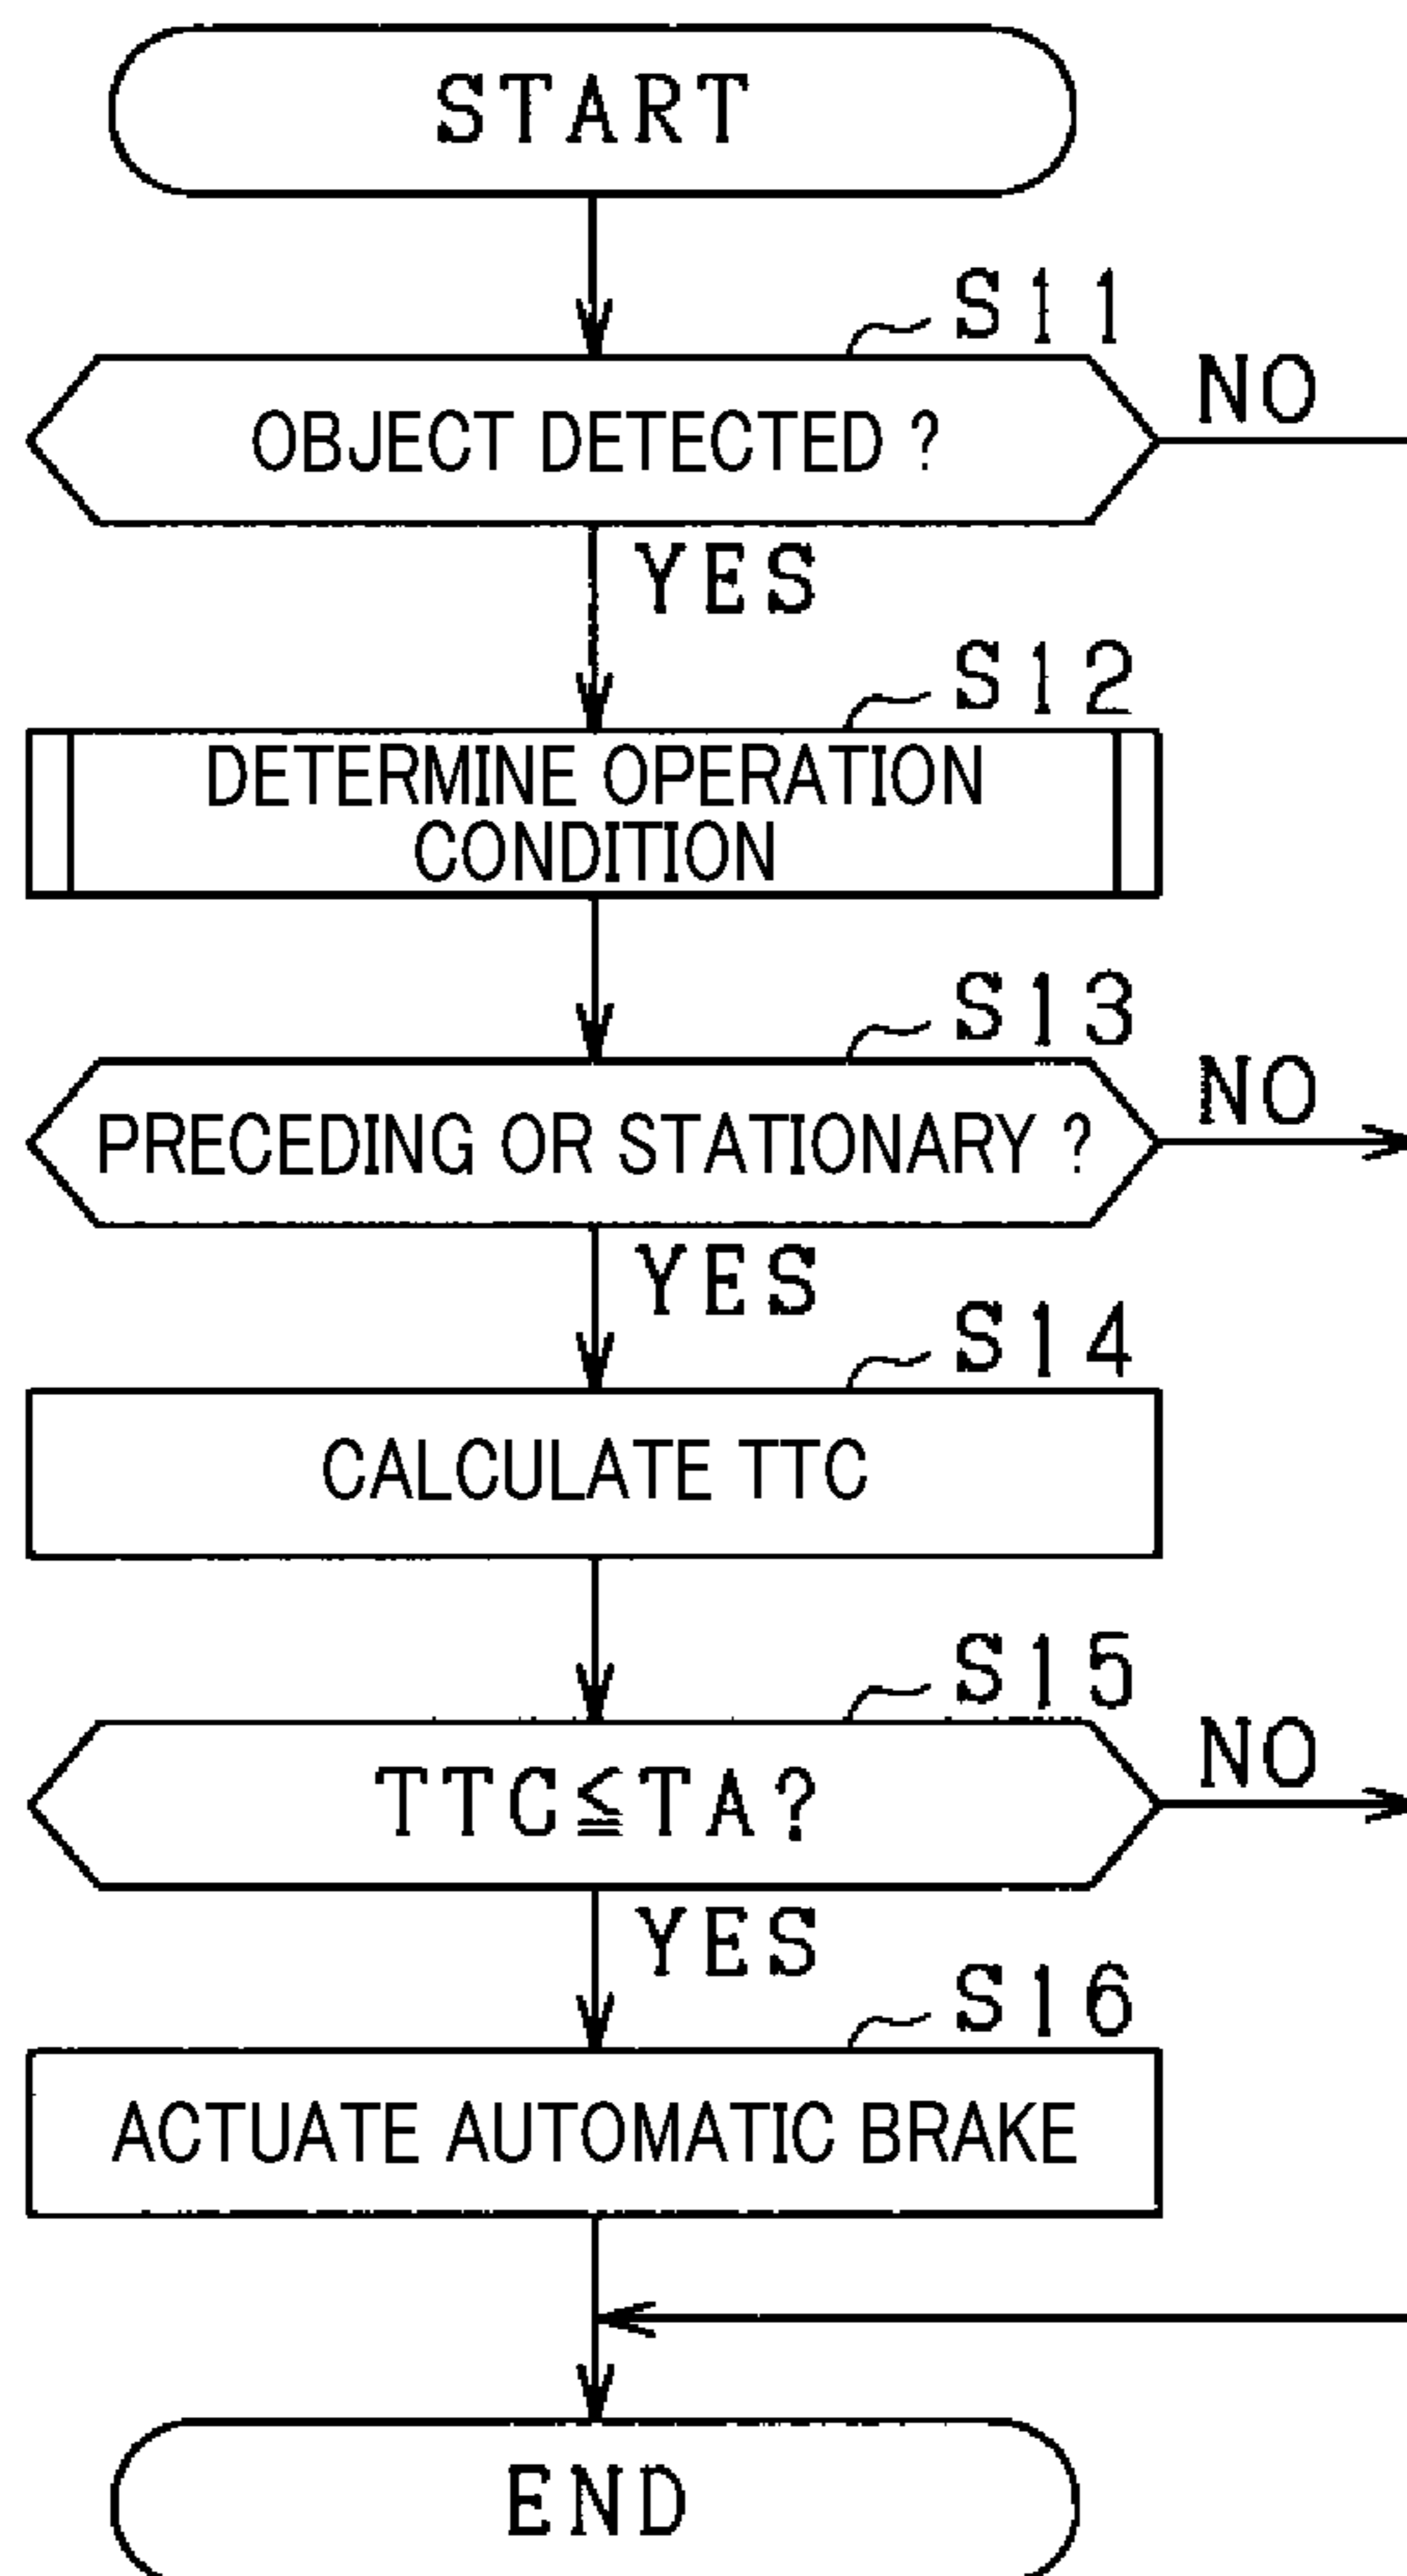 START
S11
OBJECT DETECTED ?
NO
YES
S12
DETERMINE OPERATION
CONDITION
S13
PRECEDING OR STATIONARY ?
NO
YES
S14
CALCULATE TTC
S15
TTC≦TA?
NO
YES
S16
ACTUATE AUTOMATIC BRAKE
END